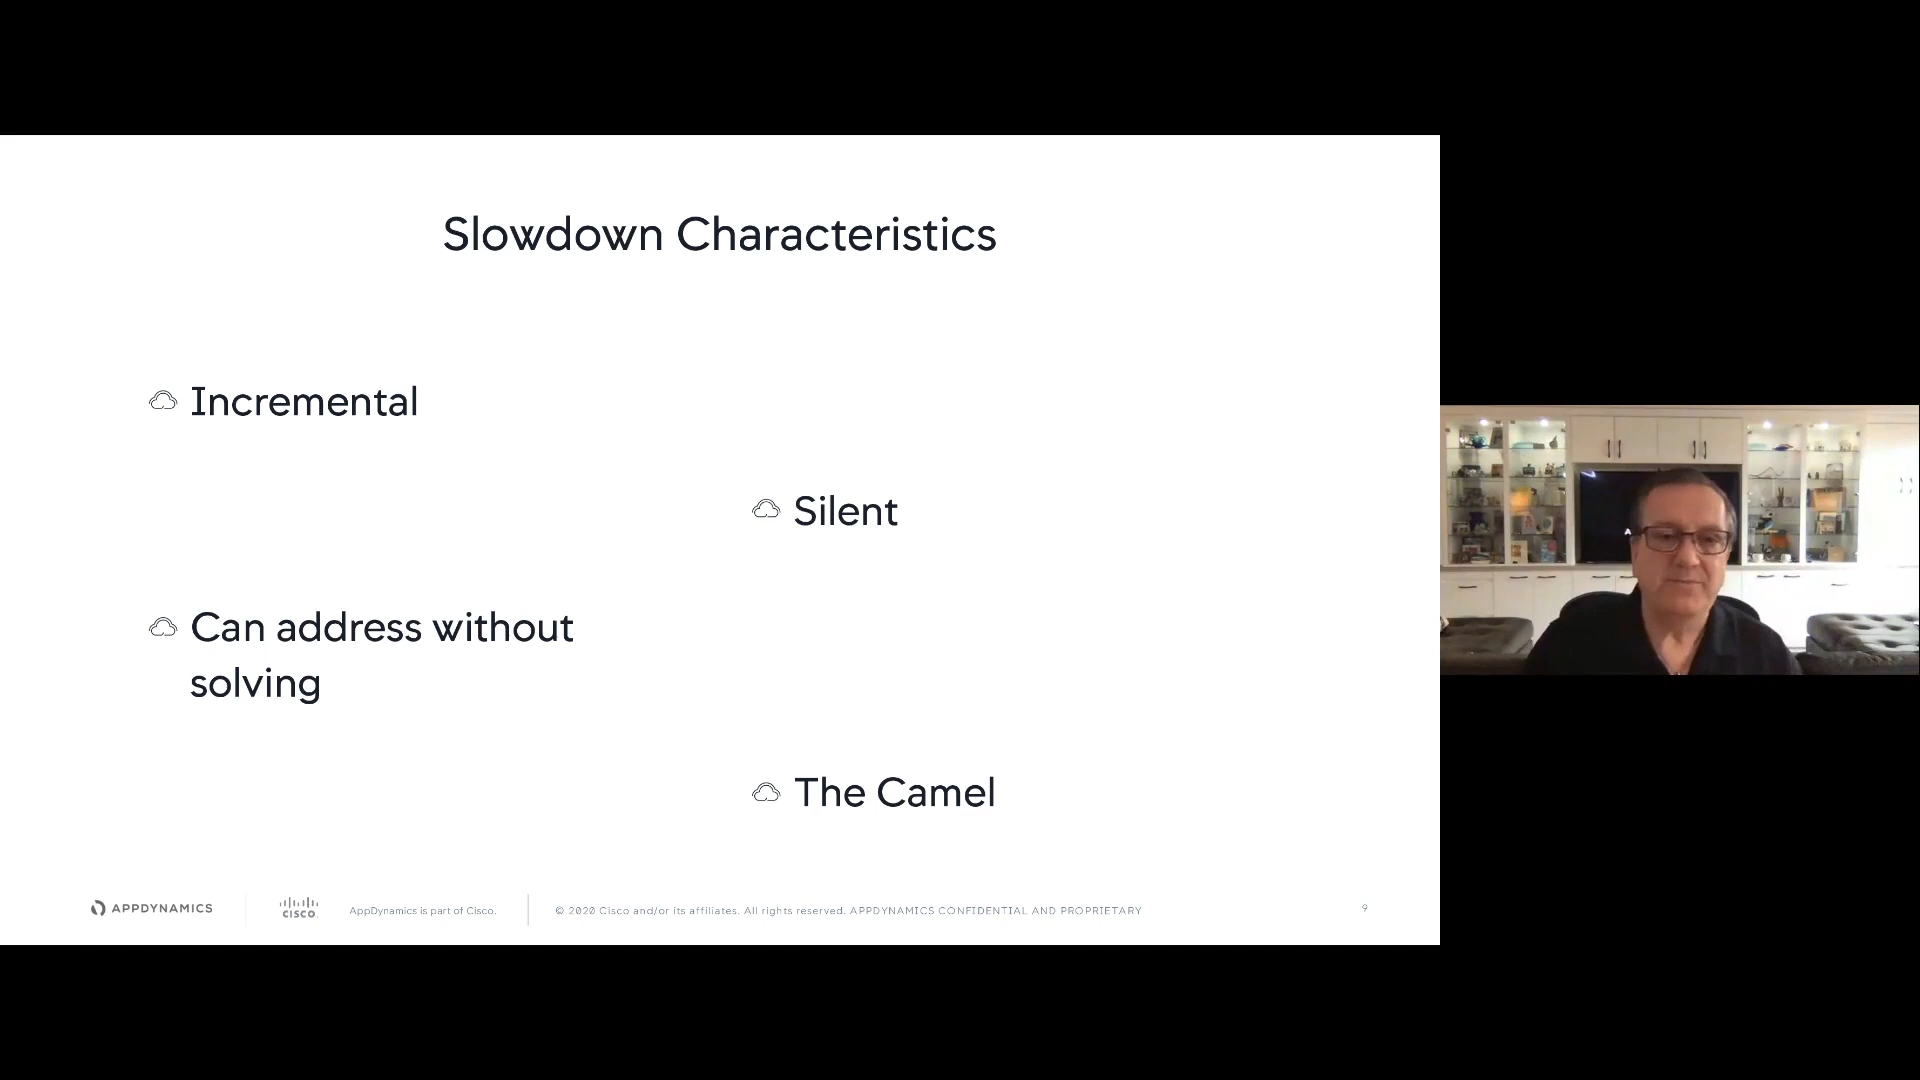 Slowdown Characteristics
Incremental
Silent
Can address without
solving
The Camel
APPDYNAMICS
CISCO
AppDynamics is part of Cisco.
© 2020 Cisco and/or its affiliates. All rights reserved. APPDYNAMICS CONFIDENTIAL AND PROPRIETARY
9